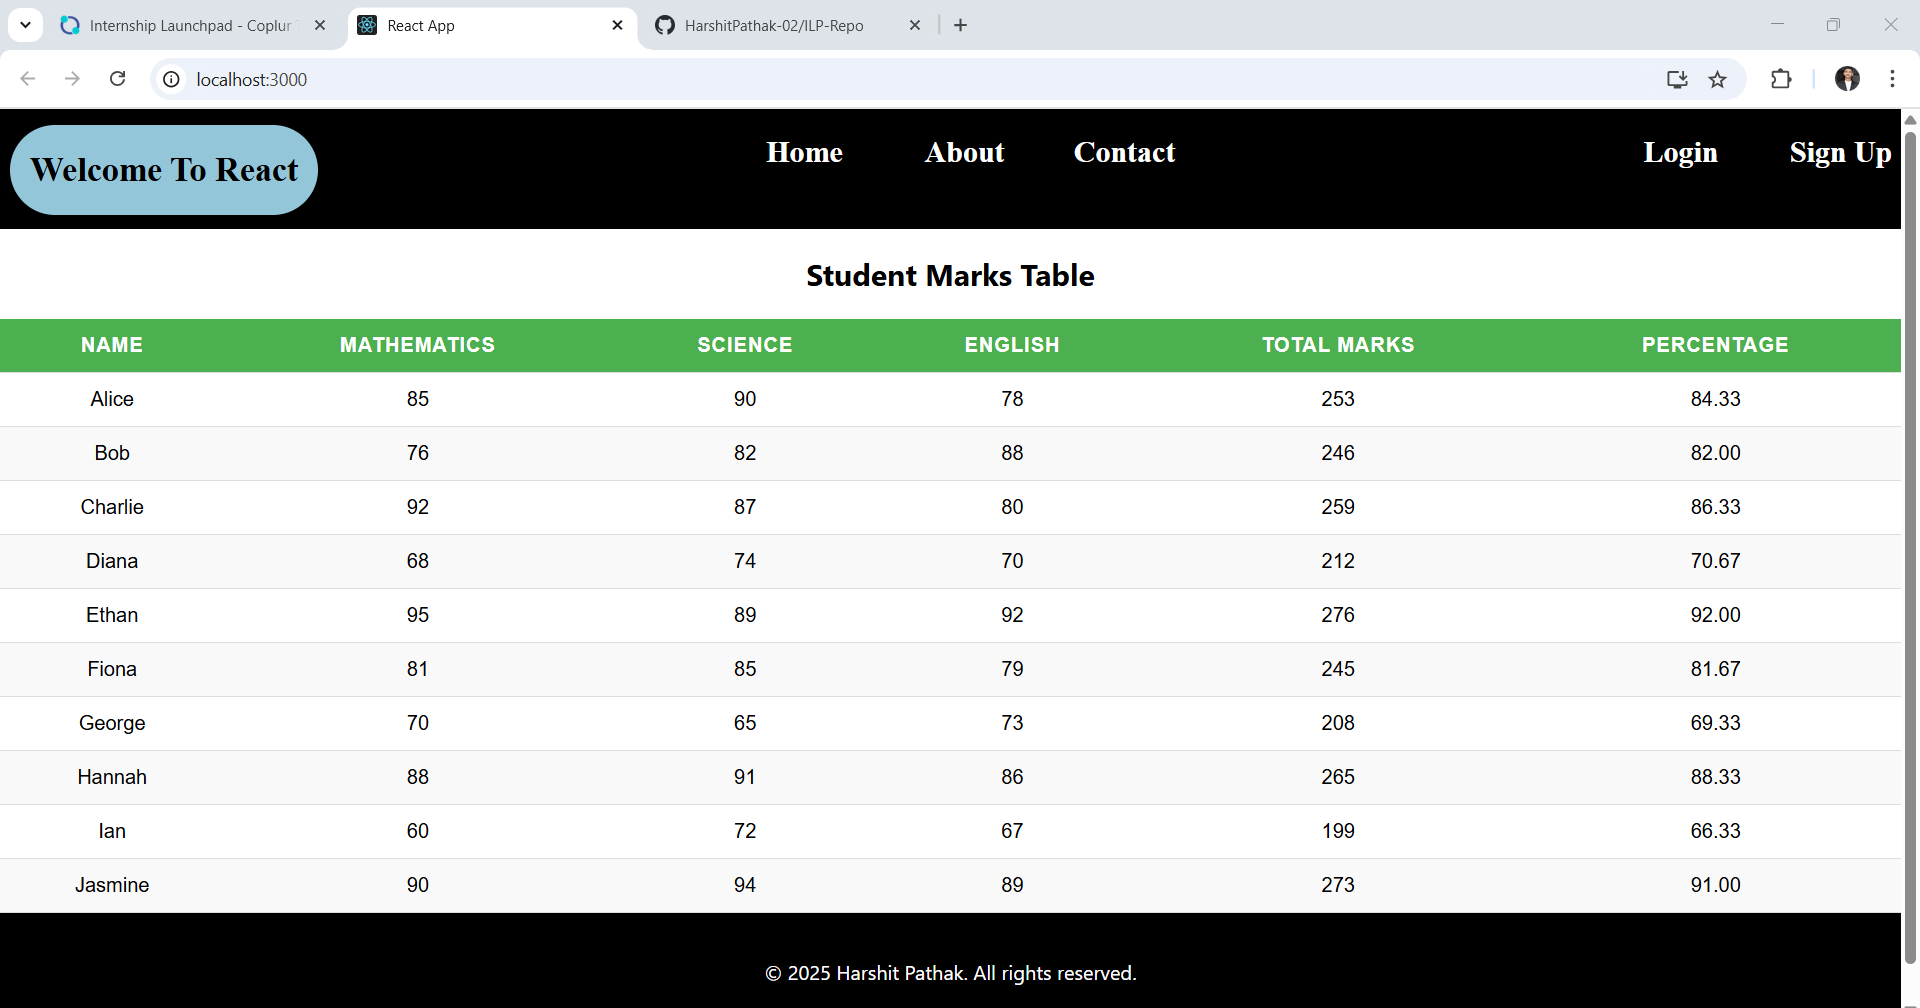 Internship Launchpad - Coplur
React App
HarshitPathak-02/ILP-Repo
localhost:3000
Welcome To React
Home About Contact
Login Sign Up
Student Marks Table
NAME MATHEMATICS SCIENCE ENGLISH TOTAL MARKS PERCENTAGE
Alice 85 90 78 253 84.33
Bob 76 82 88 246 82.00
Charlie 92 87 80 259 86.33
Diana 68 74 70 212 70.67
Ethan 95 89 92 276 92.00
Fiona 81 85 79 245 81.67
George 70 65 73 208 69.33
Hannah 88 91 86 265 88.33
Ian 60 72 67 199 66.33
Jasmine 90 94 89 273 91.00
© 2025 Harshit Pathak. All rights reserved.